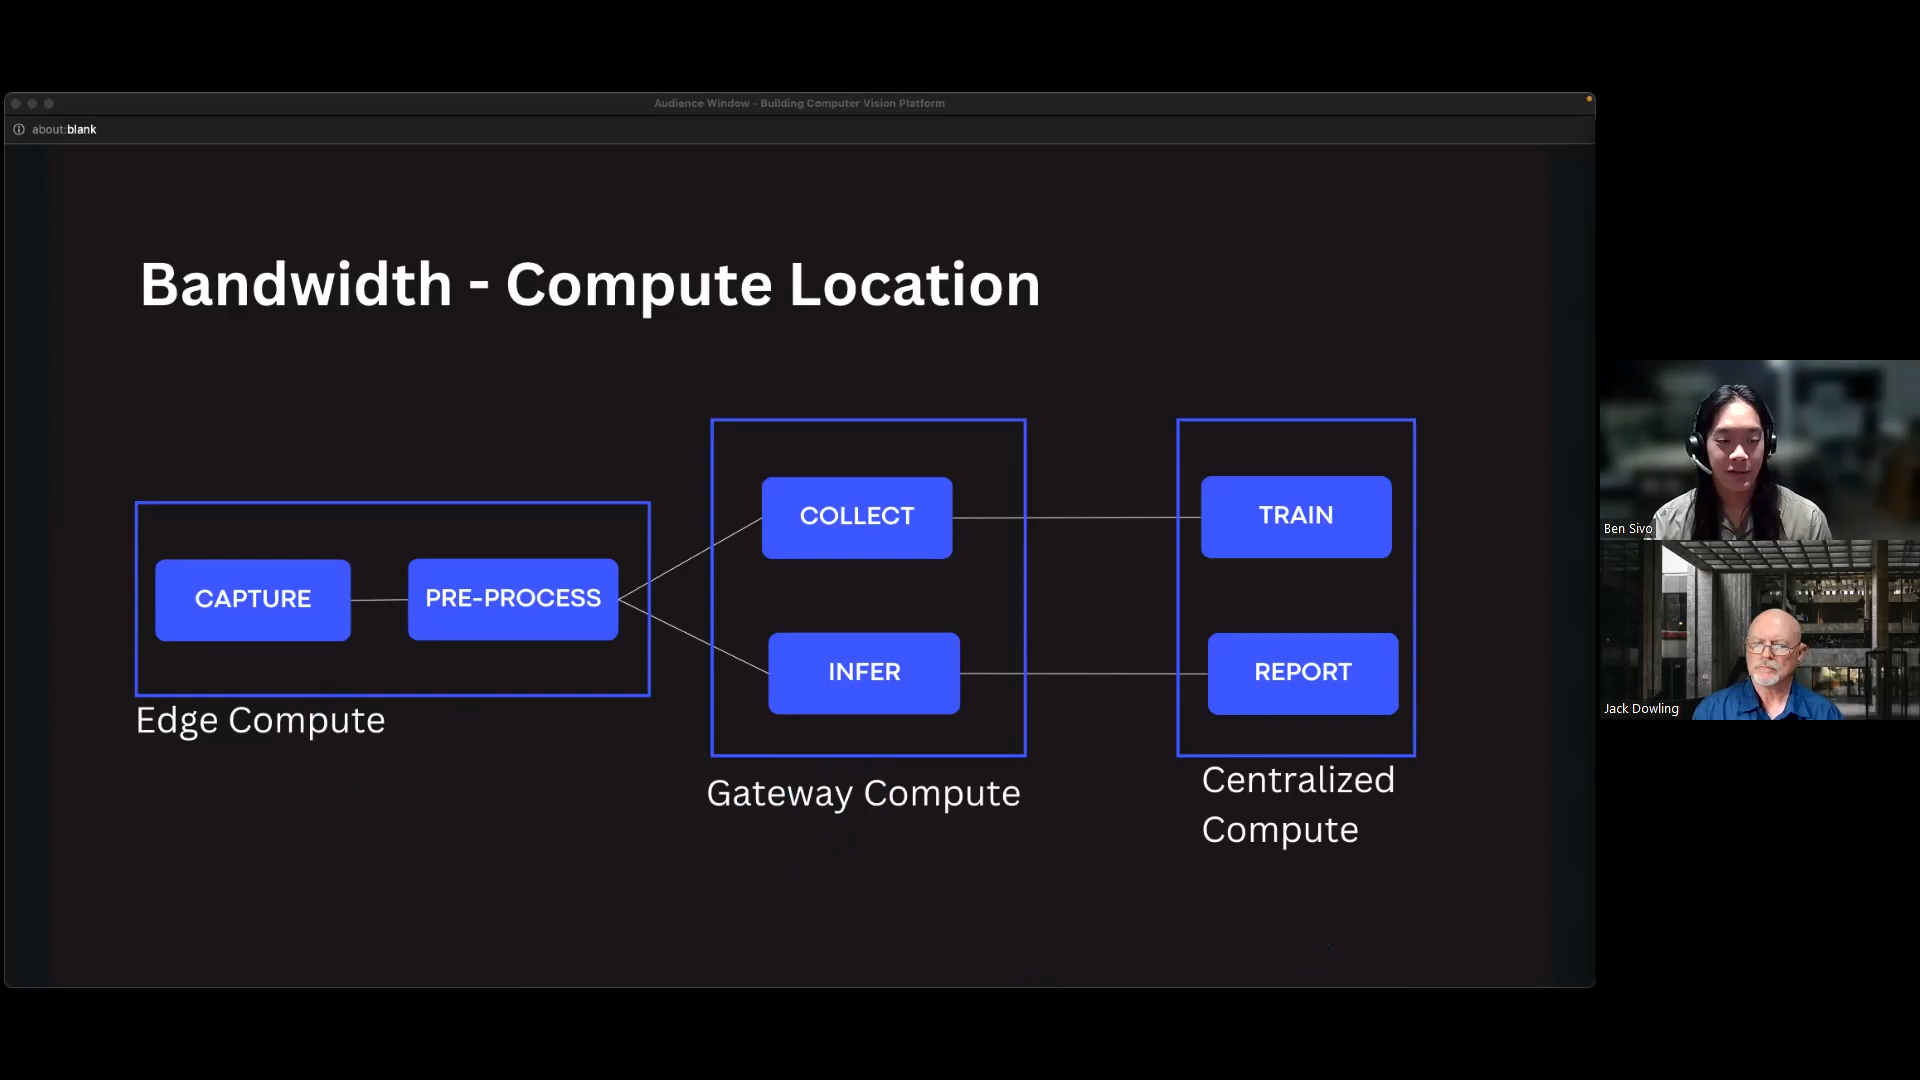 Audience Window - Building Computer Vision Platform
about:blank
Bandwidth - Compute Location
CAPTURE
PRE-PROCESS
COLLECT
INFER
TRAIN
REPORT
Edge Compute
Gateway Compute
Centralized
Compute
Ben Sivo
Jack Dowling